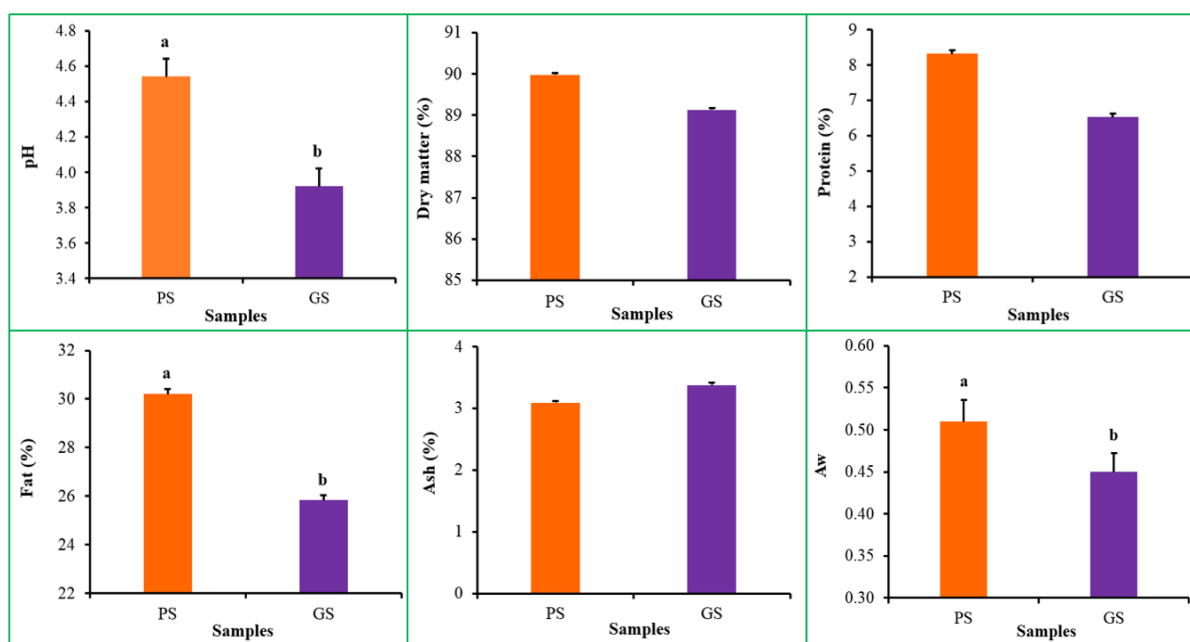 4.8
4.6
4.4
4.2
4.0
3.8
3.6
3.4
pH
a
b
PS
GS
Samples
91
90
89
88
87
86
85
Dry matter (%)
PS
GS
Samples
9
8
7
6
5
4
3
2
Protein (%)
PS
GS
Samples
32
30
28
26
24
22
Fat (%)
a
b
PS
GS
Samples
4
3
2
1
0
Ash (%)
PS
GS
Samples
0.60
0.55
0.50
0.45
0.40
0.35
0.30
Aw
a
b
PS
GS
Samples